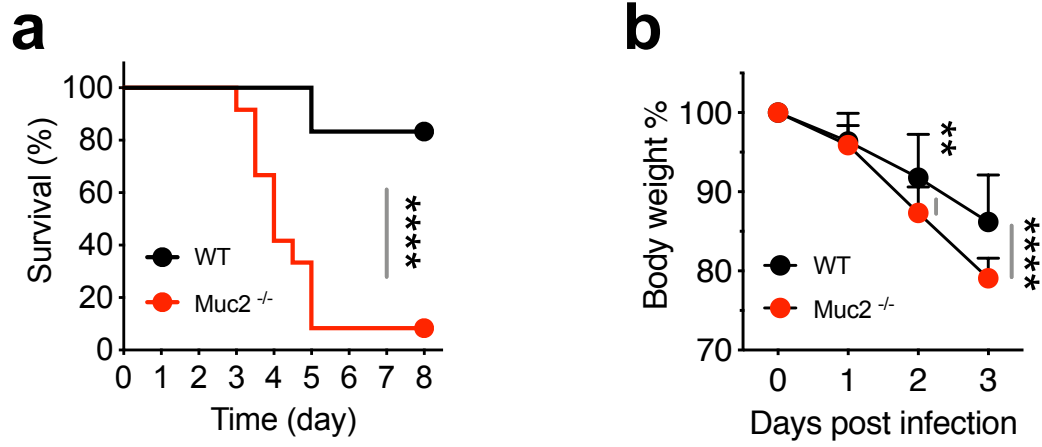 a
Survival (%)
100
80
60
40
20
0
WT
Muc2 -/-
****
0 1 2 3 4 5 6 7 8
Time (day)
b
Body weight %
100
90
80
70
**
****
WT
Muc2 -/-
0 1 2 3
Days post infection